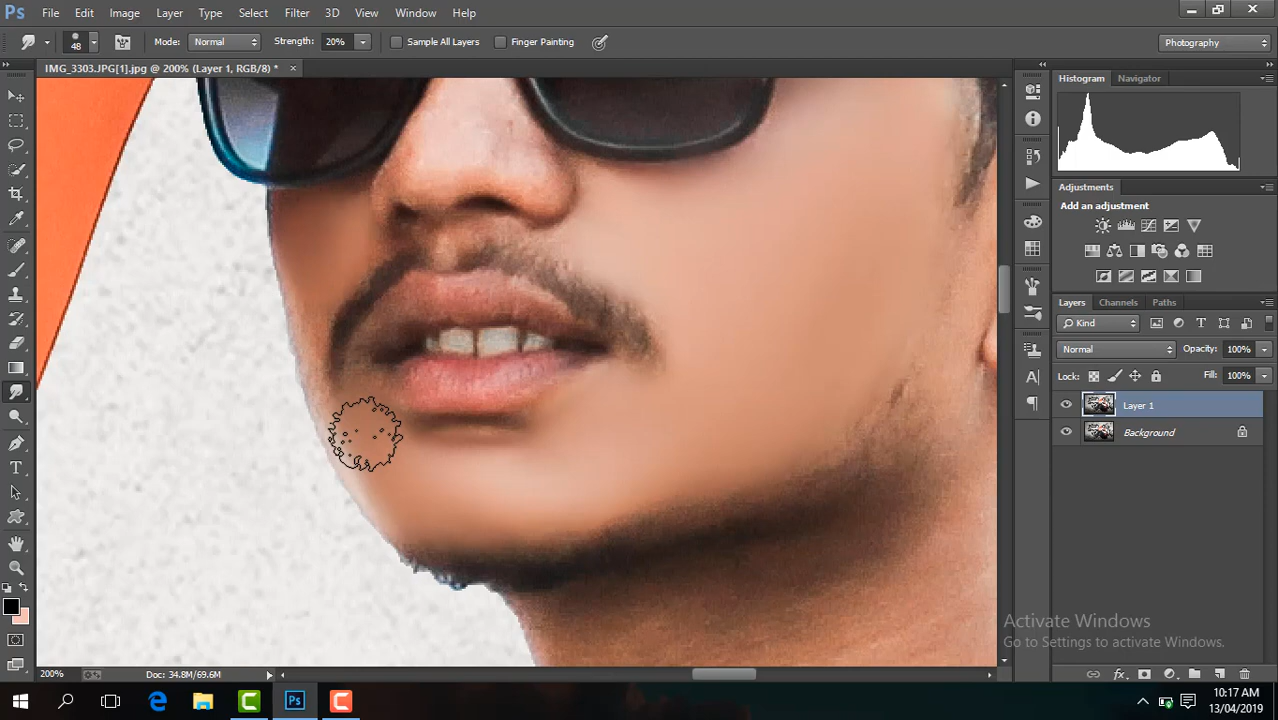 Ps File Edit Image Layer Type Select Filter 3D View Window Help
48 Mode: Normal Strength: 20% Sample All Layers Finger Painting Photography
IMG_3303.JPG[1].jpg @ 200% (Layer 1, RGB/8) * ×
Histogram Navigator
Adjustments
Add an adjustment
Layers Channels Paths
Kind
Normal Opacity: 100%
Lock: Fill: 100%
Layer 1
Background
Activate Windows
Go to Settings to activate Windows.
200% Doc: 34.8M/69.6M
10:17 AM
13/04/2019